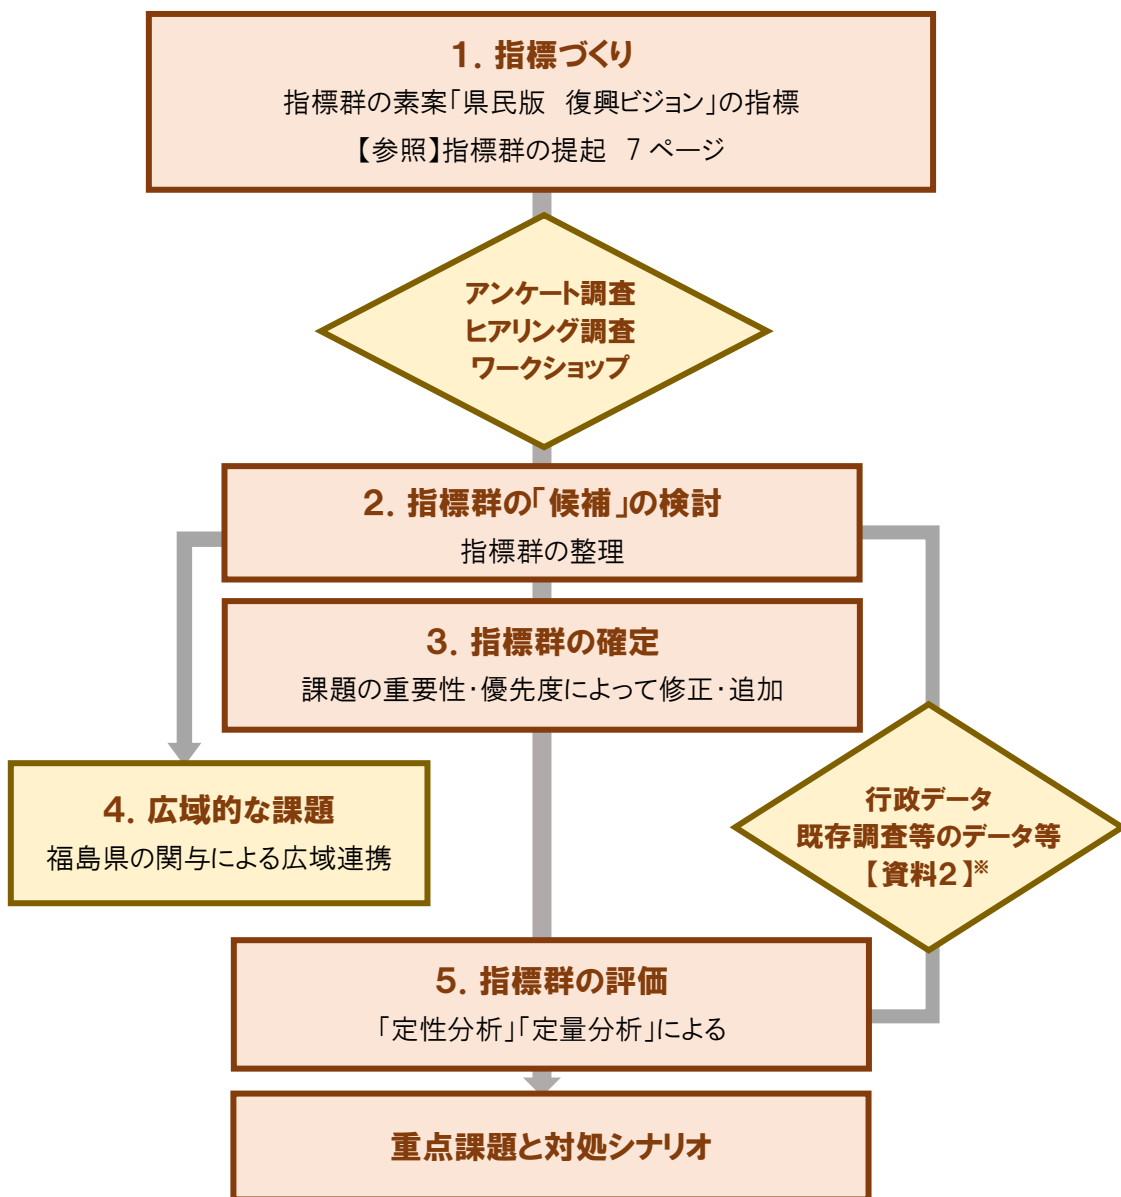 1. 指標づくり
指標群の素案「県民版　復興ビジョン」の指標
【参照】指標群の提起　7 ページ
アンケート調査
ヒアリング調査
ワークショップ
2. 指標群の「候補」の検討
指標群の整理
3. 指標群の確定
課題の重要性・優先度によって修正・追加
4. 広域的な課題
福島県の関与による広域連携
行政データ
既存調査等のデータ等
【資料2】※
5. 指標群の評価
「定性分析」「定量分析」による
重点課題と対処シナリオ